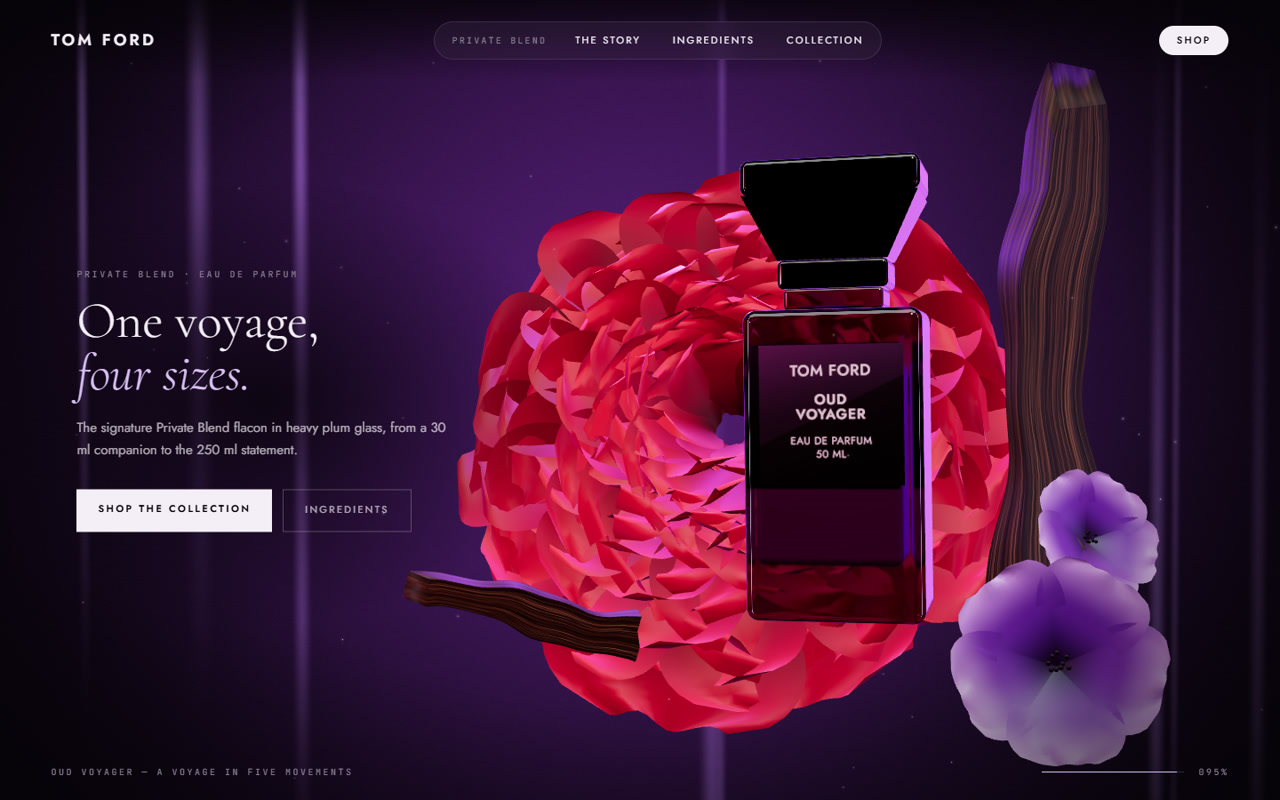 TOM FORD
PRIVATE BLEND THE STORY INGREDIENTS COLLECTION
SHOP
PRIVATE BLEND · EAU DE PARFUM
One voyage,
four sizes.
The signature Private Blend flacon in heavy plum glass, from a 30
ml companion to the 250 ml statement.
SHOP THE COLLECTION
INGREDIENTS
TOM FORD
OUD
VOYAGER
EAU DE PARFUM
50 ML
OUD VOYAGER — A VOYAGE IN FIVE MOVEMENTS
095%